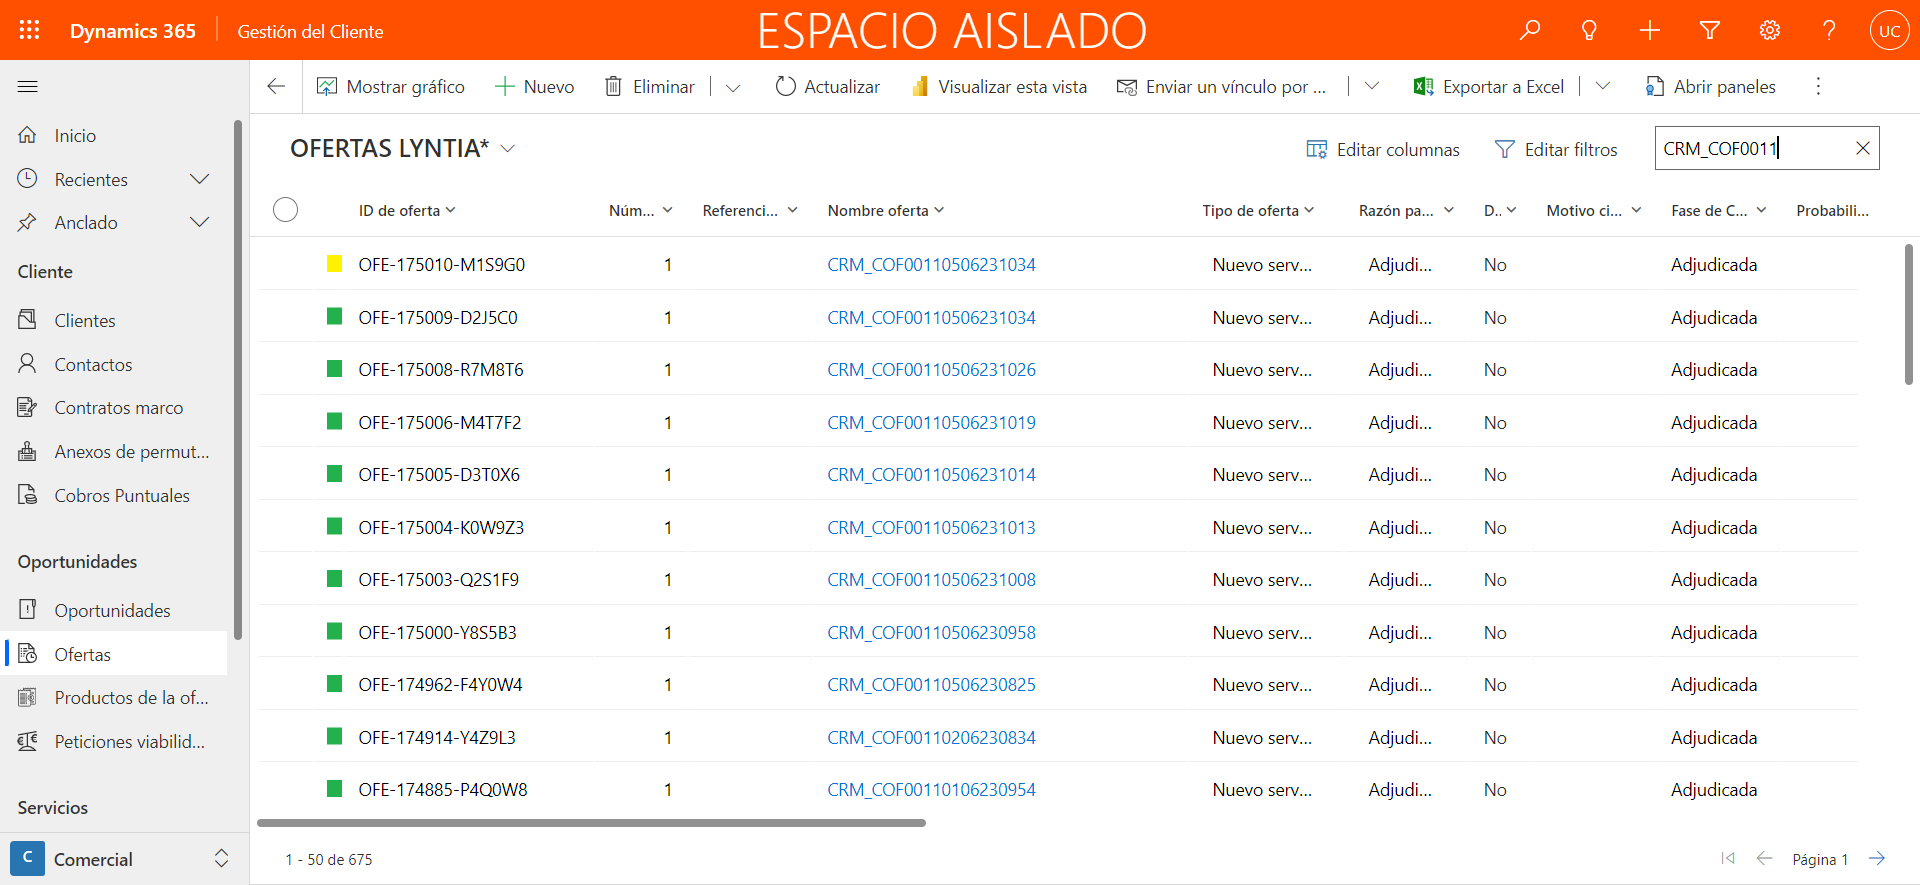 Dynamics 365 Gestión del Cliente ESPACIO AISLADO UC
Mostrar gráfico Nuevo Eliminar Actualizar Visualizar esta vista Enviar un vínculo por ... Exportar a Excel Abrir paneles
Inicio
Recientes
Anclado
Cliente
Clientes
Contactos
Contratos marco
Anexos de permut...
Cobros Puntuales
Oportunidades
Oportunidades
Ofertas
Productos de la of...
Peticiones viabilid...
Servicios
C Comercial
OFERTAS LYNTIA* Editar columnas Editar filtros CRM_COF0011
ID de oferta Núm... Referenci... Nombre oferta Tipo de oferta Razón pa... D.. Motivo ci... Fase de C... Probabili...
OFE-175010-M1S9G0 1 CRM_COF00110506231034 Nuevo serv... Adjudi... No Adjudicada
OFE-175009-D2J5C0 1 CRM_COF00110506231034 Nuevo serv... Adjudi... No Adjudicada
OFE-175008-R7M8T6 1 CRM_COF00110506231026 Nuevo serv... Adjudi... No Adjudicada
OFE-175006-M4T7F2 1 CRM_COF00110506231019 Nuevo serv... Adjudi... No Adjudicada
OFE-175005-D3T0X6 1 CRM_COF00110506231014 Nuevo serv... Adjudi... No Adjudicada
OFE-175004-K0W9Z3 1 CRM_COF00110506231013 Nuevo serv... Adjudi... No Adjudicada
OFE-175003-Q2S1F9 1 CRM_COF00110506231008 Nuevo serv... Adjudi... No Adjudicada
OFE-175000-Y8S5B3 1 CRM_COF00110506230958 Nuevo serv... Adjudi... No Adjudicada
OFE-174962-F4Y0W4 1 CRM_COF00110506230825 Nuevo serv... Adjudi... No Adjudicada
OFE-174914-Y4Z9L3 1 CRM_COF00110206230834 Nuevo serv... Adjudi... No Adjudicada
OFE-174885-P4Q0W8 1 CRM_COF00110106230954 Nuevo serv... Adjudi... No Adjudicada
1 - 50 de 675 Página 1